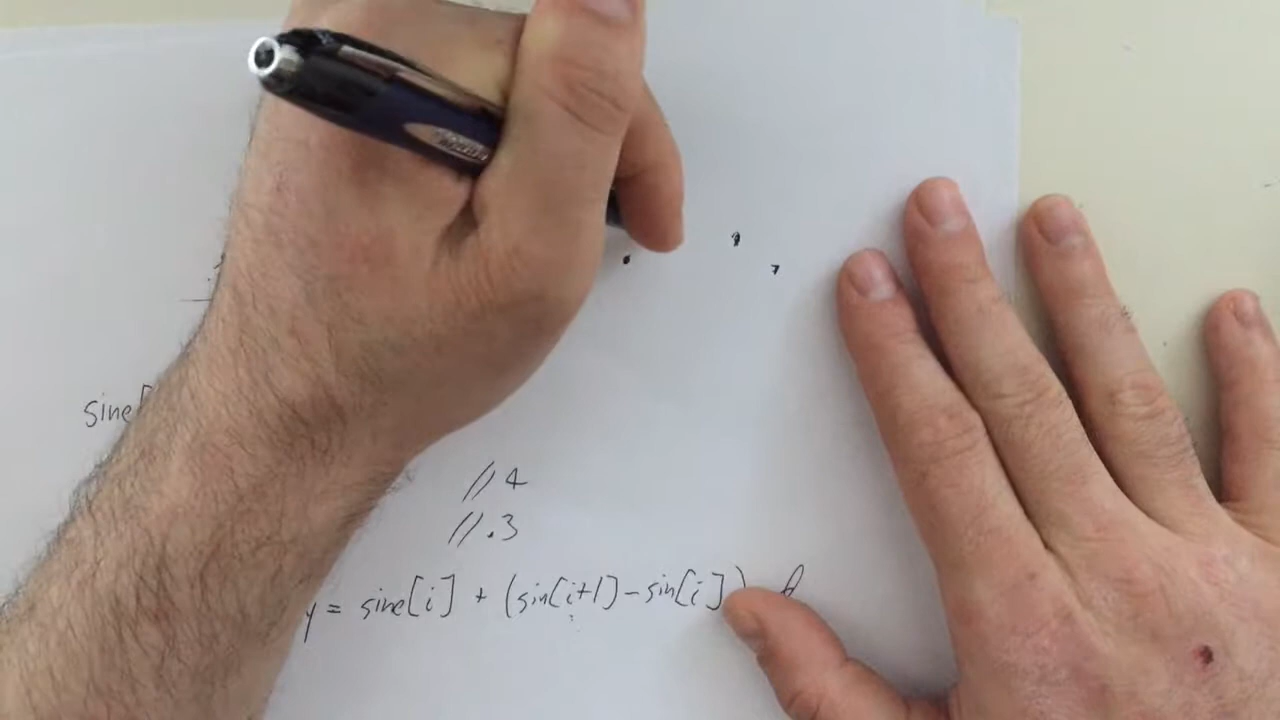 sine[
//4
//.3
y = sine[i] + (sin[i+1]-sin[i])